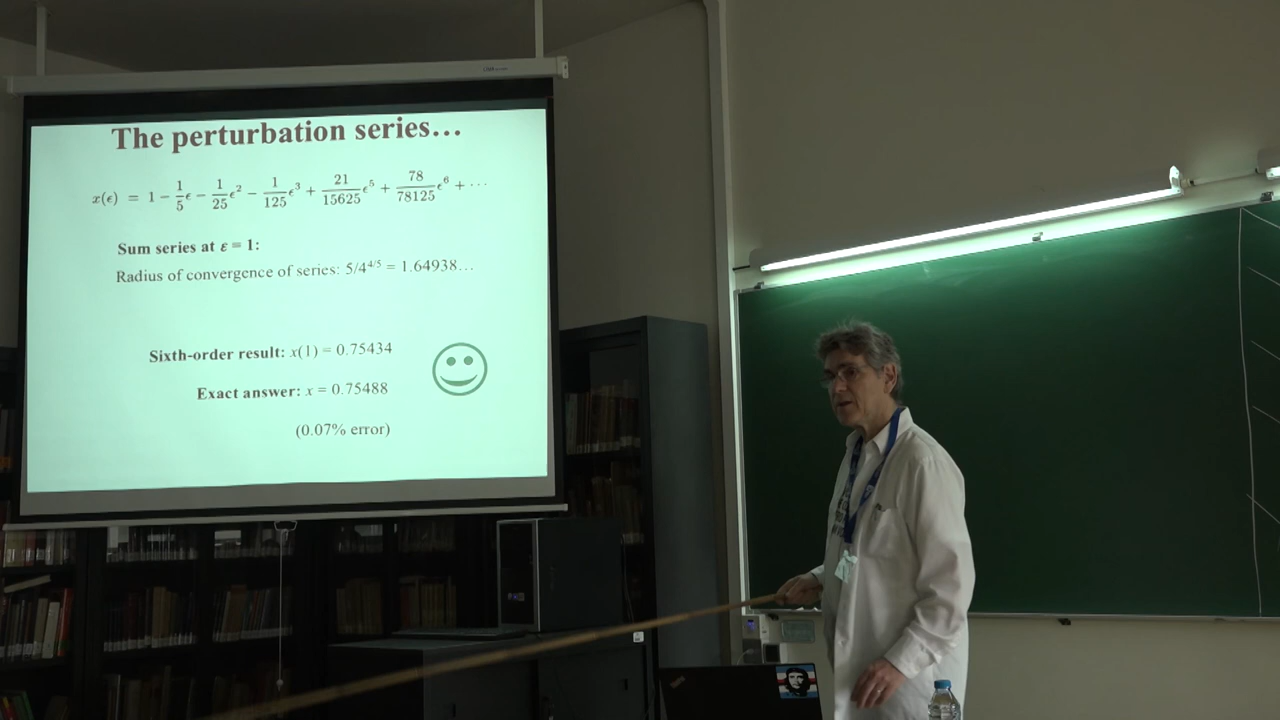 The perturbation series…
x(ϵ) = 1 − 1/5 ϵ − 1/25 ϵ² − 1/125 ϵ³ + 21/15625 ϵ⁵ + 78/78125 ϵ⁶ + ⋯
Sum series at ε = 1:
Radius of convergence of series: 5/4^{4/5} = 1.64938…
Sixth-order result: x(1) = 0.75434
Exact answer: x = 0.75488
(0.07% error)